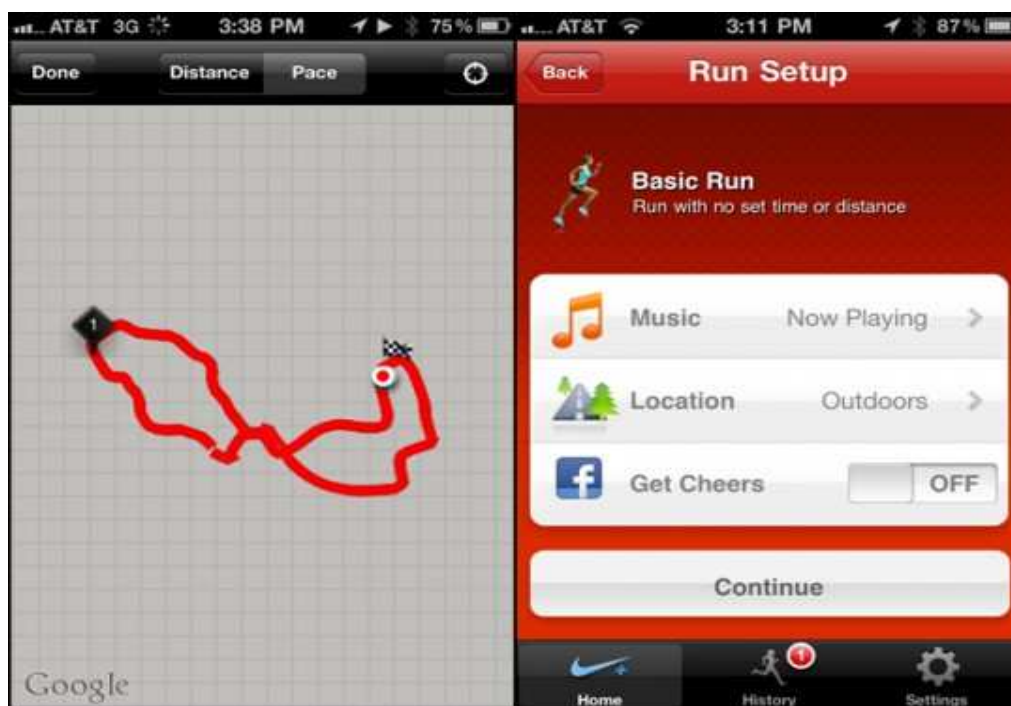 AT&T 3G 3:38 PM 75%
Done Distance Pace
1
Google
AT&T 3:11 PM 87%
Back Run Setup
Basic Run
Run with no set time or distance
Music Now Playing
Location Outdoors
f Get Cheers OFF
Continue
1
Home History Settings